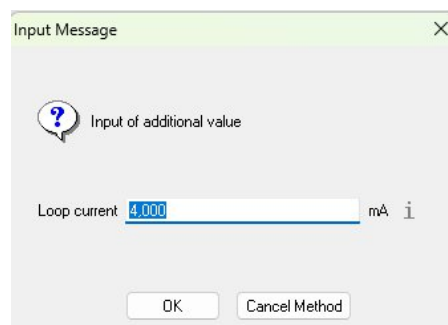 Input Message
Input of additional value
Loop current 4,000 mA i
OK Cancel Method